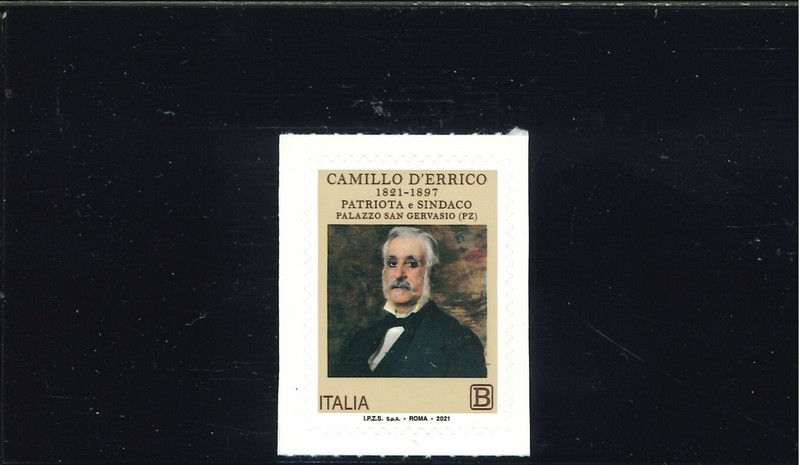 CAMILLO D'ERRICO
1821-1897
PATRIOTA e SINDACO
PALAZZO SAN GERVASIO (PZ)
ITALIA B
I.P.Z.S. S.p.A. - ROMA - 2021